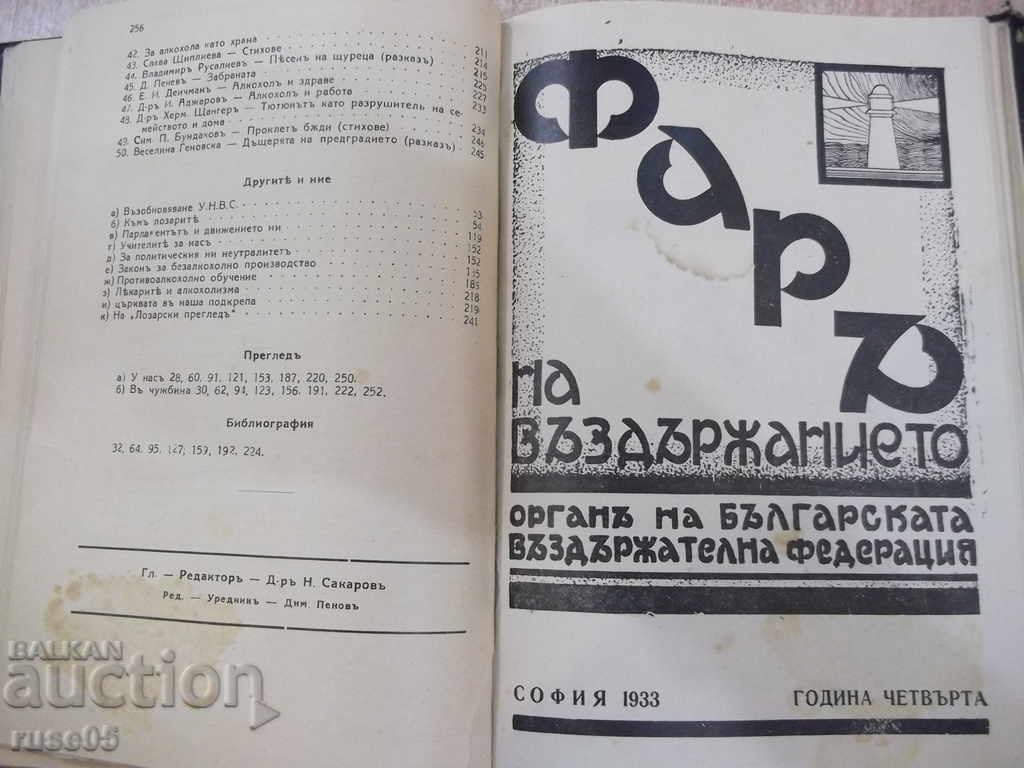 256
42. За алкохола като храна 211
43. Слава Щиплиева — Стихове 214
44. Владимиръ Русалиевъ — Пѣсень на щуреца (разказъ) 215
45. Д. Пеневъ — Забраната 225
46. Е. И. Денчманъ — Алкохолъ и здраве 227
47. Д-ръ И. Аджаровъ — Алкохолъ и работа 233
48. Д-ръ Херм. Щангеръ — Тютюнътъ като разрушитель на се-
мейството и дома 234
49. Сим. П. Бундачовъ — Проклетъ бѫди (стихове) 246
50. Веселина Геновска — Дъщерята на предградието (разказъ) 245
Другитѣ и ние
а) Възобновяване У.Н.В.С. 53
б) Къмъ лозаритѣ 54
в) Парламентътъ и движението ни 119
г) Учителитѣ за насъ 152
д) За политическия ни неутралитетъ 152
е) Законъ за безалкохолно производство
ж) Противоалкохолно обучение 185
з) Лѣкаритѣ и алкохолизма 218
и) църквата въ наша подкрепа 219
к) На „Лозарски прегледъ“ 241
Прегледъ
а) У насъ 28, 60, 91, 121, 153, 187, 220, 250.
б) Въ чужбина 30, 62, 94, 123, 156, 191, 222, 252.
Библиография
32, 64, 95, 127; 159, 192, 224.
Гл. — Редакторъ — Д-ръ Н. Сакаровъ
Ред. — Уредникъ — Дим. Пеновъ
Фаръ
на
въздържанието
органъ на Българската
въздържателна федерация
СОФИЯ 1933 ГОДИНА ЧЕТВЪРТА
BALKAN
auction
ruse05